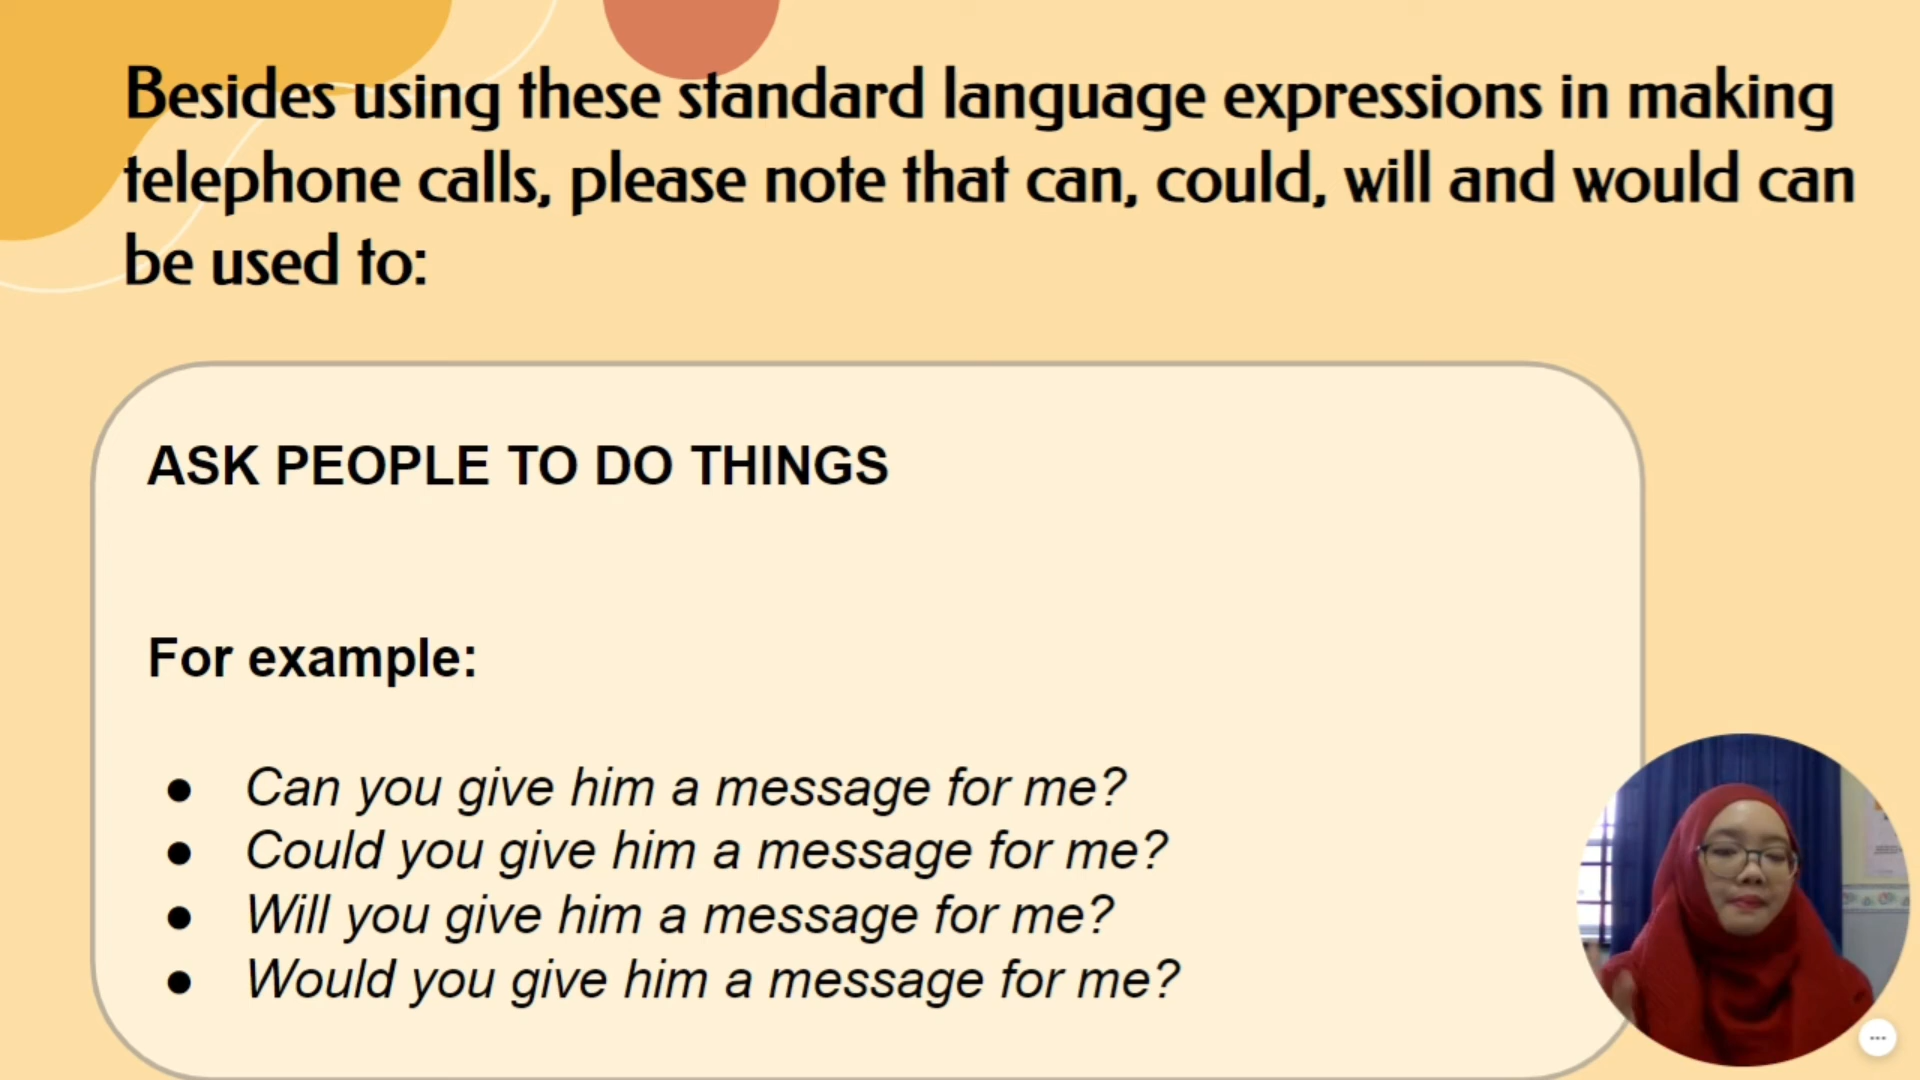 Besides using these standard language expressions in making
telephone calls, please note that can, could, will and would can
be used to:
ASK PEOPLE TO DO THINGS
For example:
● Can you give him a message for me?
● Could you give him a message for me?
● Will you give him a message for me?
● Would you give him a message for me?